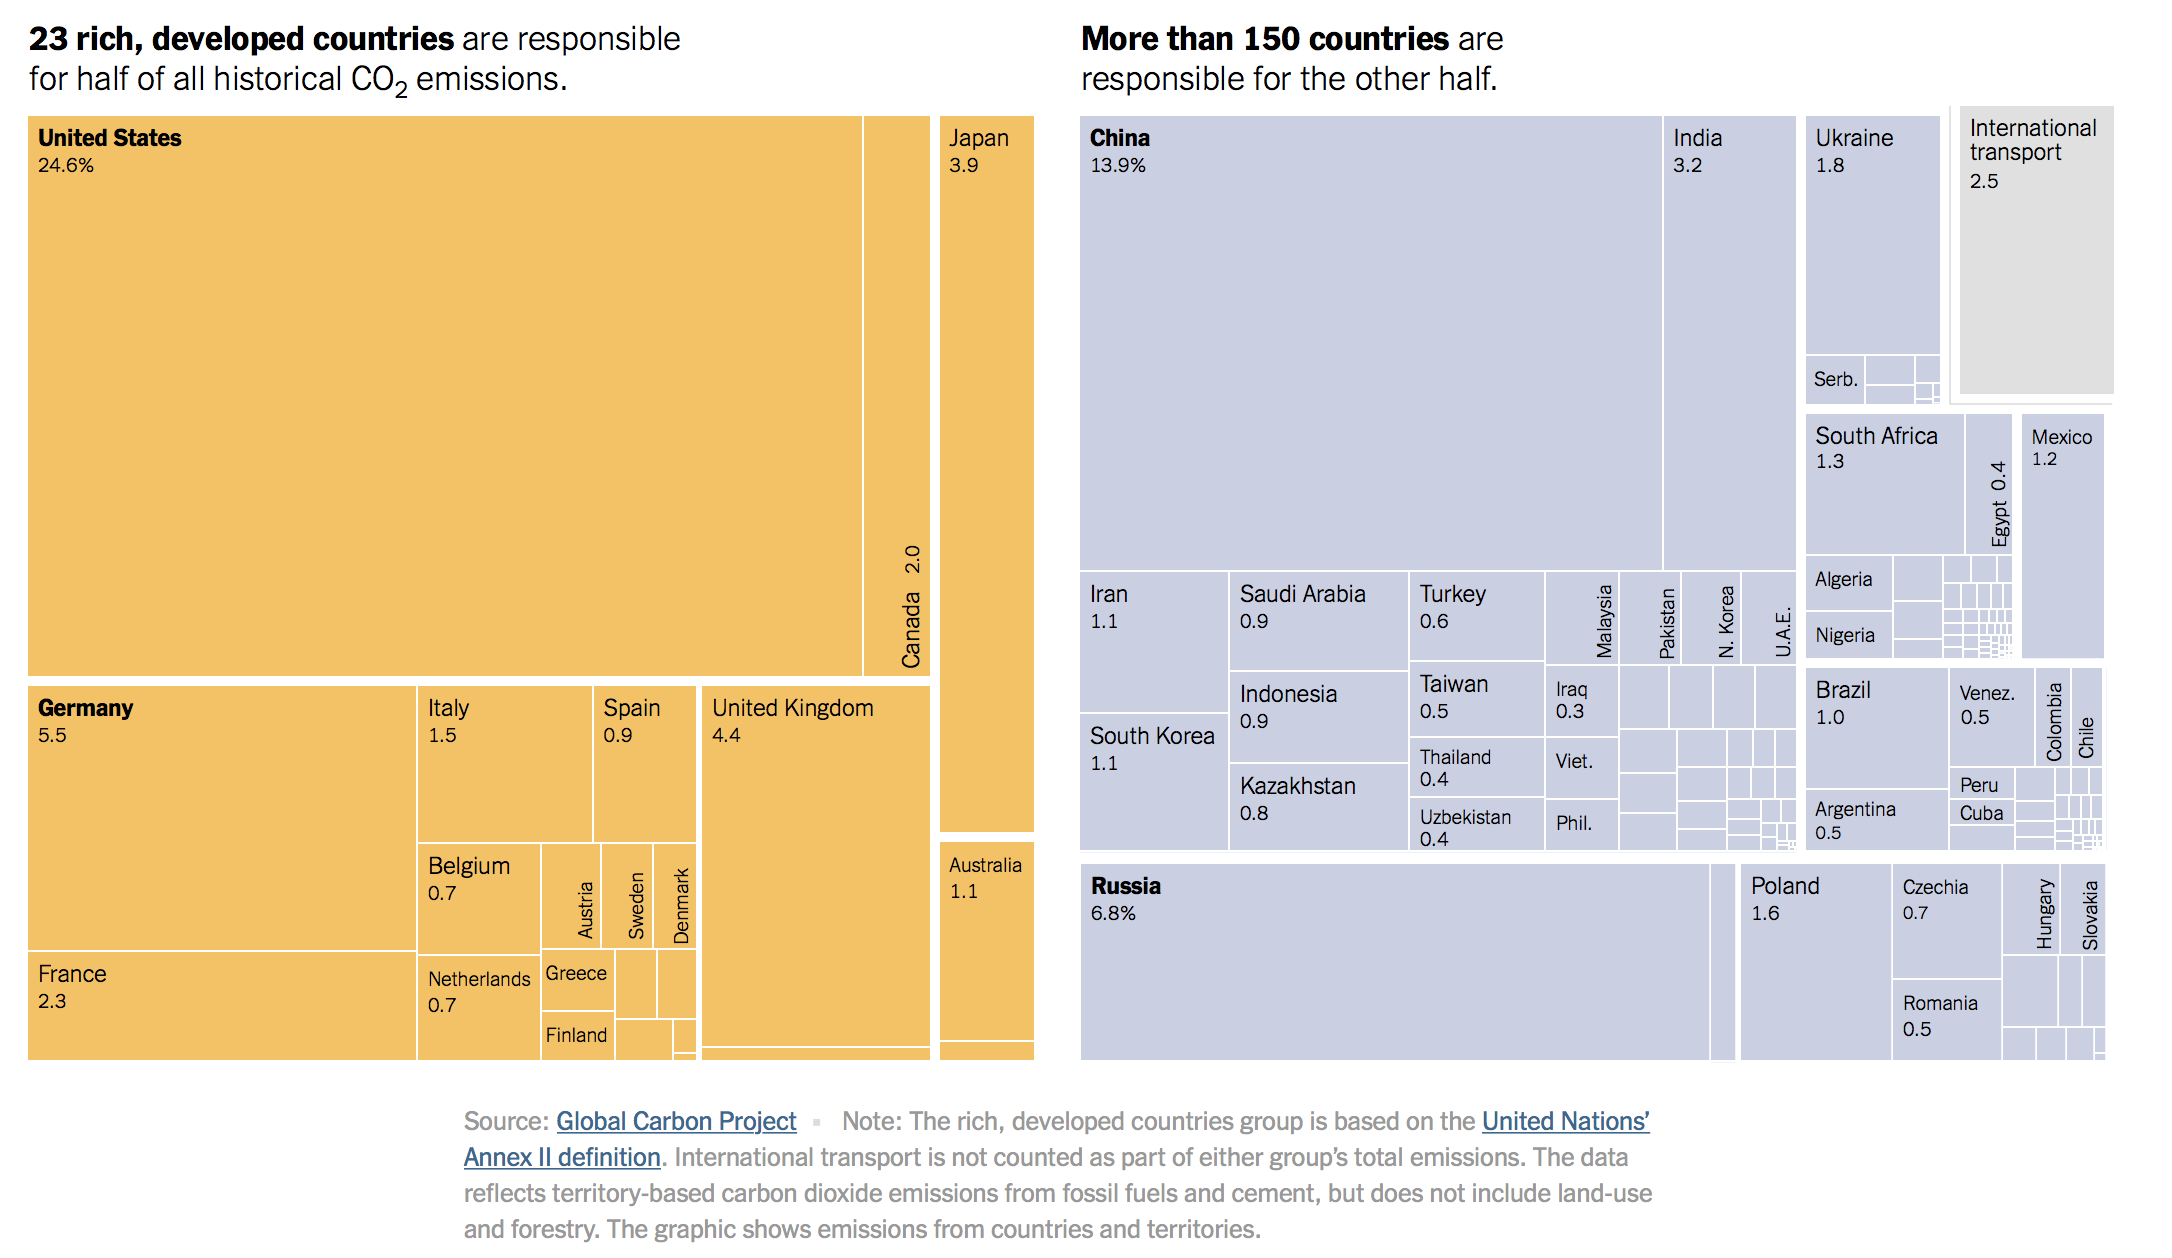 23 rich, developed countries are responsible
for half of all historical CO2 emissions.
United States
24.6%
Canada 2.0
Japan
3.9
Germany
5.5
Italy
1.5
Spain
0.9
United Kingdom
4.4
Belgium
0.7
Austria
Sweden
Denmark
Australia
1.1
France
2.3
Netherlands
0.7
Greece
Finland
More than 150 countries are
responsible for the other half.
China
13.9%
India
3.2
Ukraine
1.8
International
transport
2.5
Serb.
South Africa
1.3
Egypt 0.4
Mexico
1.2
Algeria
Nigeria
Iran
1.1
Saudi Arabia
0.9
Turkey
0.6
Malaysia
Pakistan
N. Korea
U.A.E.
South Korea
1.1
Indonesia
0.9
Kazakhstan
0.8
Taiwan
0.5
Thailand
0.4
Uzbekistan
0.4
Iraq
0.3
Viet.
Phil.
Brazil
1.0
Venez.
0.5
Colombia
Chile
Peru
Cuba
Argentina
0.5
Russia
6.8%
Poland
1.6
Czechia
0.7
Hungary
Slovakia
Romania
0.5
Source: Global Carbon Project ▪ Note: The rich, developed countries group is based on the United Nations’
Annex II definition. International transport is not counted as part of either group’s total emissions. The data
reflects territory-based carbon dioxide emissions from fossil fuels and cement, but does not include land-use
and forestry. The graphic shows emissions from countries and territories.